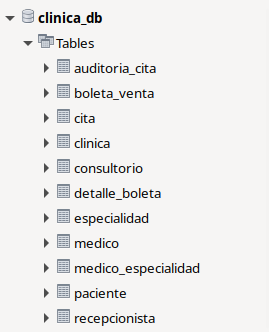 clinica_db
Tables
auditoria_cita
boleta_venta
cita
clinica
consultorio
detalle_boleta
especialidad
medico
medico_especialidad
paciente
recepcionista